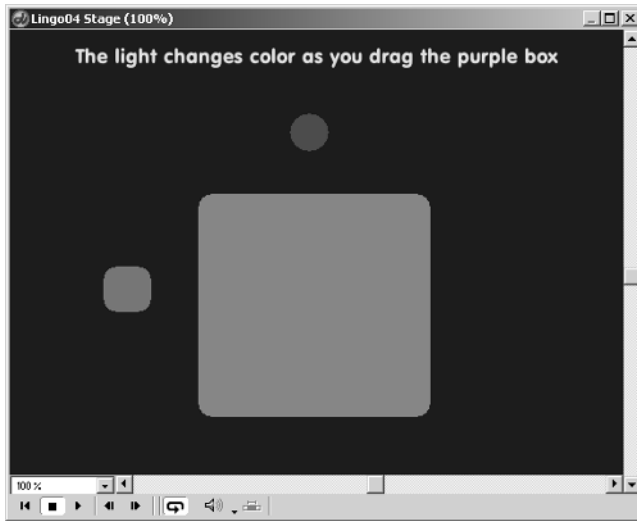 Lingo04 Stage (100%)
The light changes color as you drag the purple box
100 %